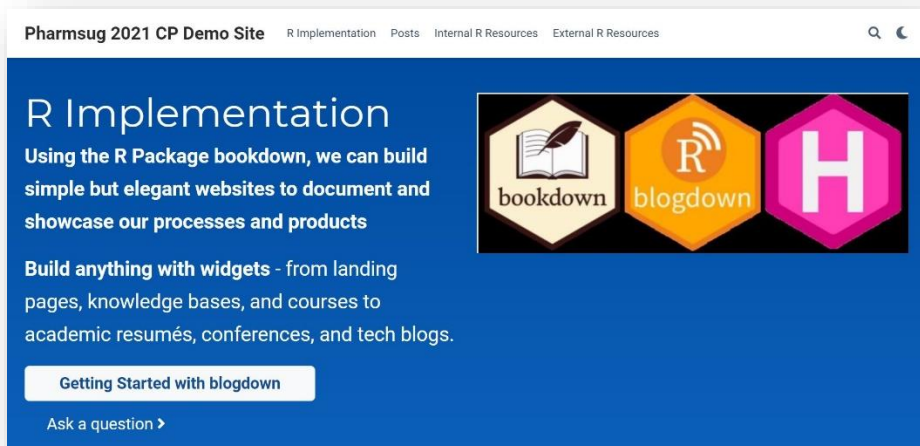 Pharmsug 2021 CP Demo Site R Implementation Posts Internal R Resources External R Resources
R Implementation
Using the R Package bookdown, we can build
simple but elegant websites to document and
showcase our processes and products
Build anything with widgets - from landing
pages, knowledge bases, and courses to
academic resumés, conferences, and tech blogs.
Getting Started with blogdown
Ask a question
bookdown
R
blogdown
H